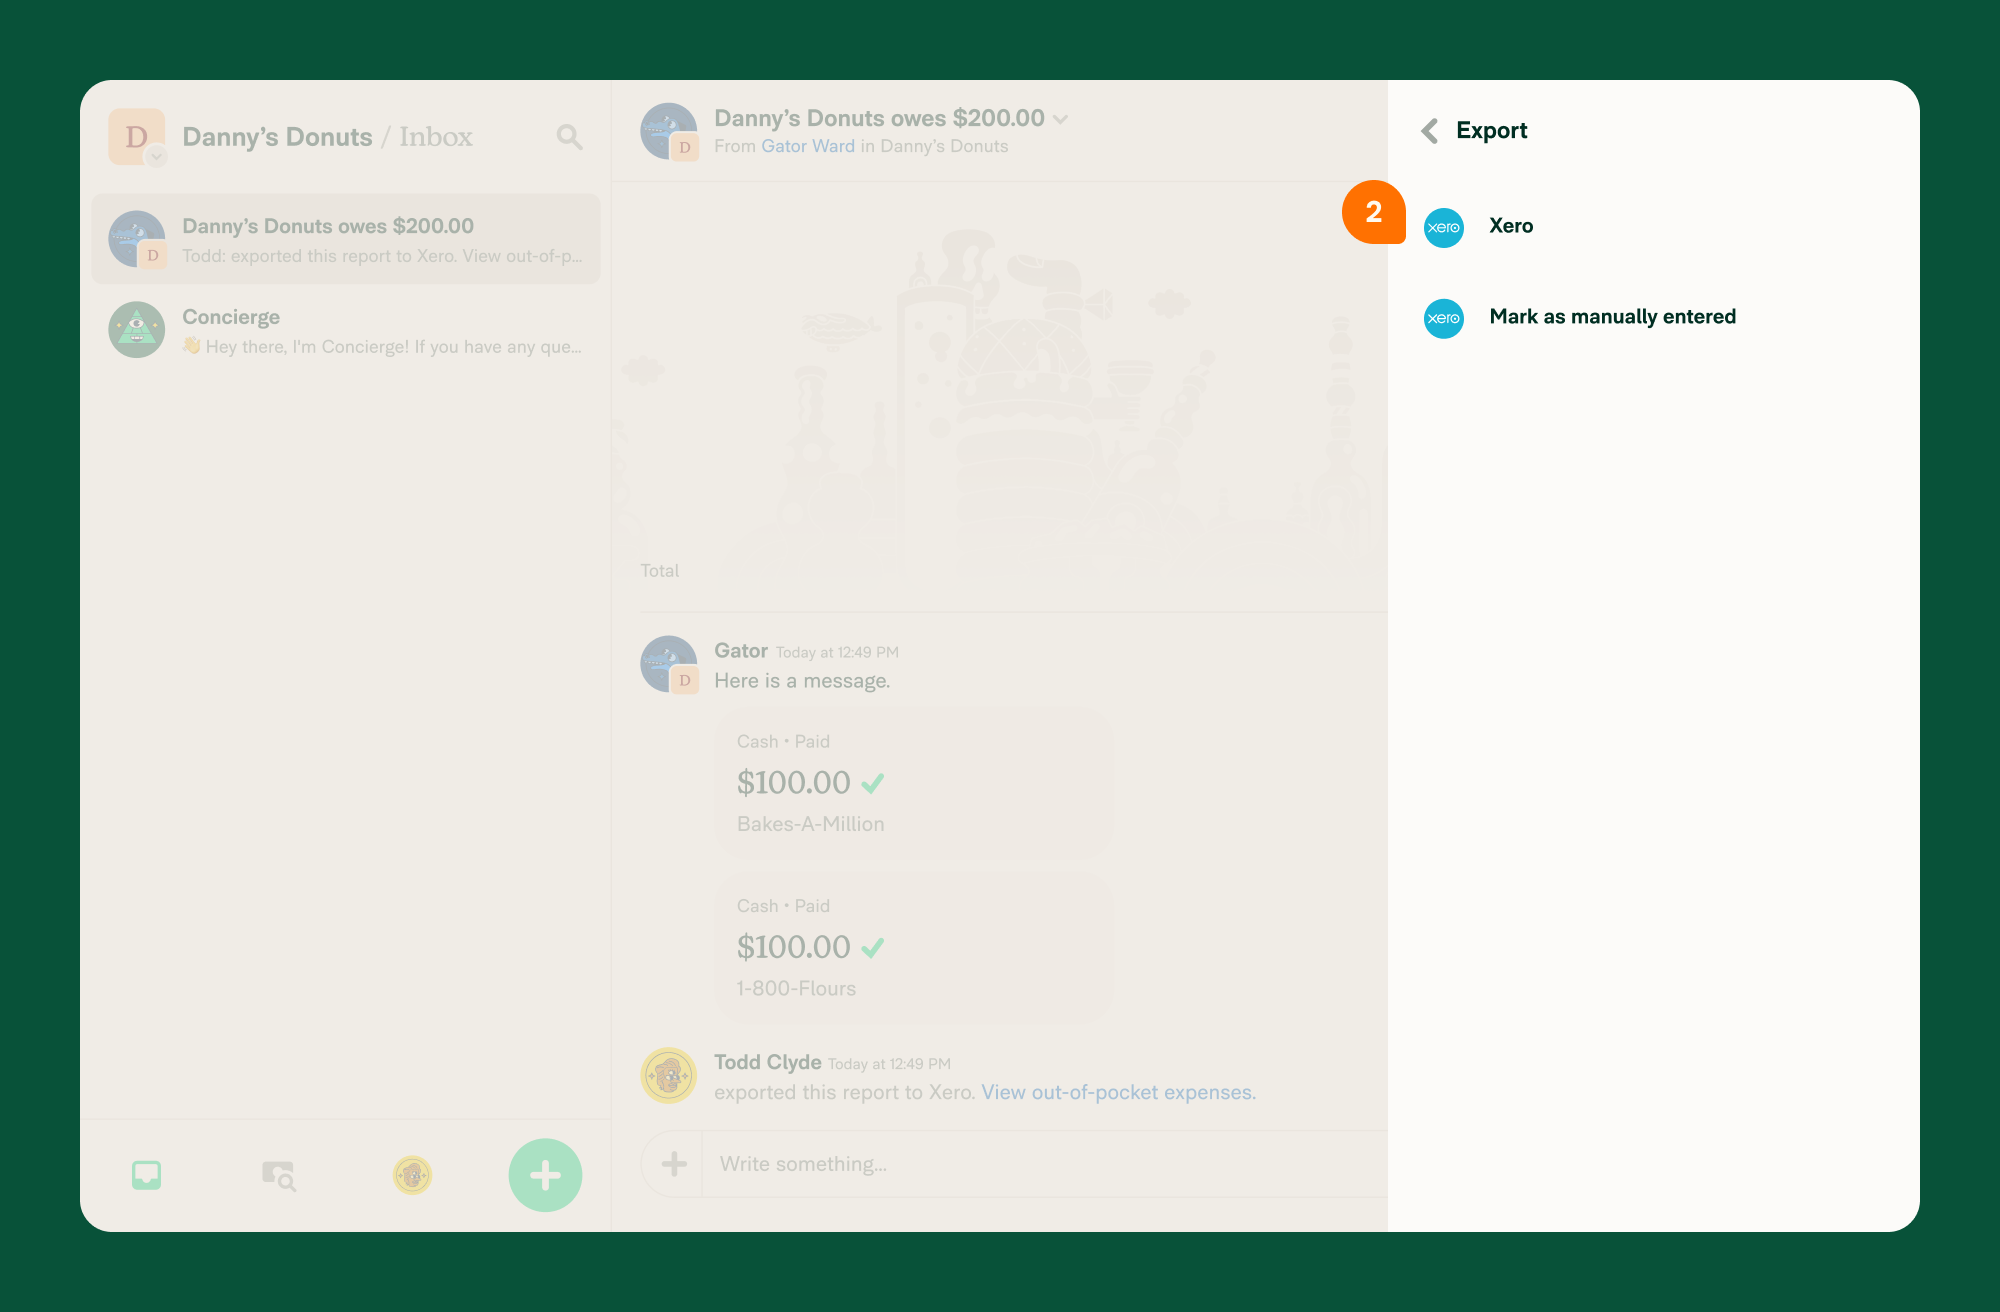 D
Danny’s Donuts / Inbox
D
Danny’s Donuts owes $200.00
Todd: exported this report to Xero. View out-of-p...
Concierge
👋 Hey there, I'm Concierge! If you have any que...
D
Danny’s Donuts owes $200.00
From Gator Ward in Danny’s Donuts
Total
D
Gator Today at 12:49 PM
Here is a message.
Cash • Paid
$100.00
Bakes-A-Million
Cash • Paid
$100.00
1-800-Flours
Todd Clyde Today at 12:49 PM
exported this report to Xero. View out-of-pocket expenses.
Write something...
Export
2
xero
Xero
xero
Mark as manually entered